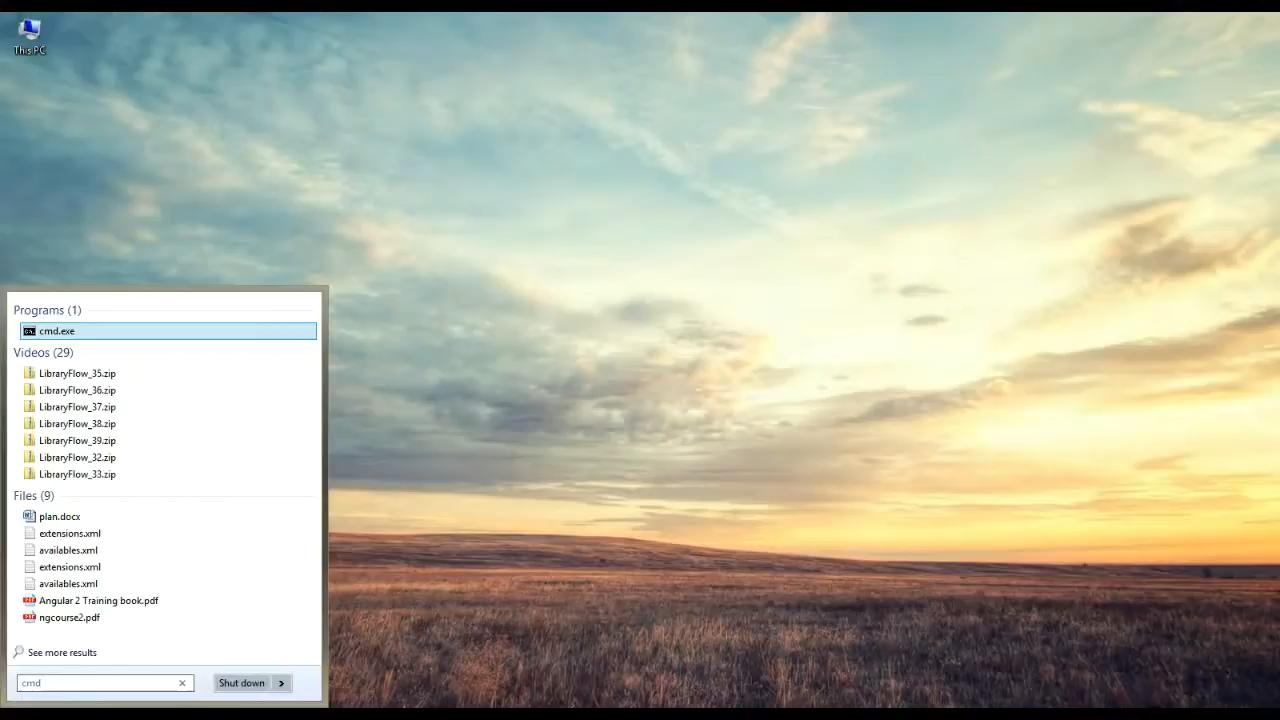 This PC
Programs (1)
cmd.exe
Videos (29)
LibraryFlow_35.zip
LibraryFlow_36.zip
LibraryFlow_37.zip
LibraryFlow_38.zip
LibraryFlow_39.zip
LibraryFlow_32.zip
LibraryFlow_33.zip
Files (9)
plan.docx
extensions.xml
availables.xml
extensions.xml
availables.xml
Angular 2 Training book.pdf
ngcourse2.pdf
See more results
cmd
Shut down